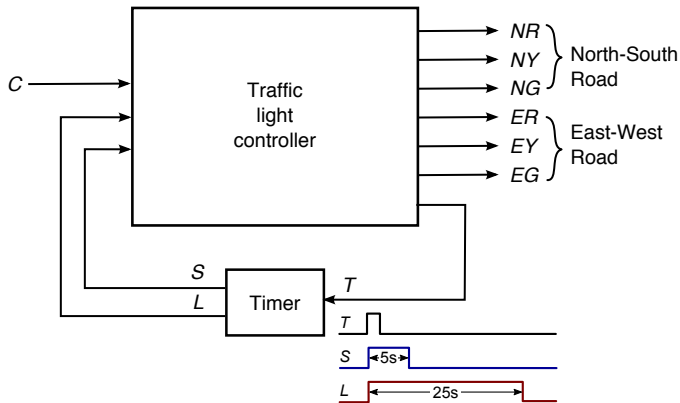 NR
NY
NG
North-South
Road
C
Traffic
light
controller
ER
EY
EG
East-West
Road
S
L
Timer
T
T
S
5s
L
25s